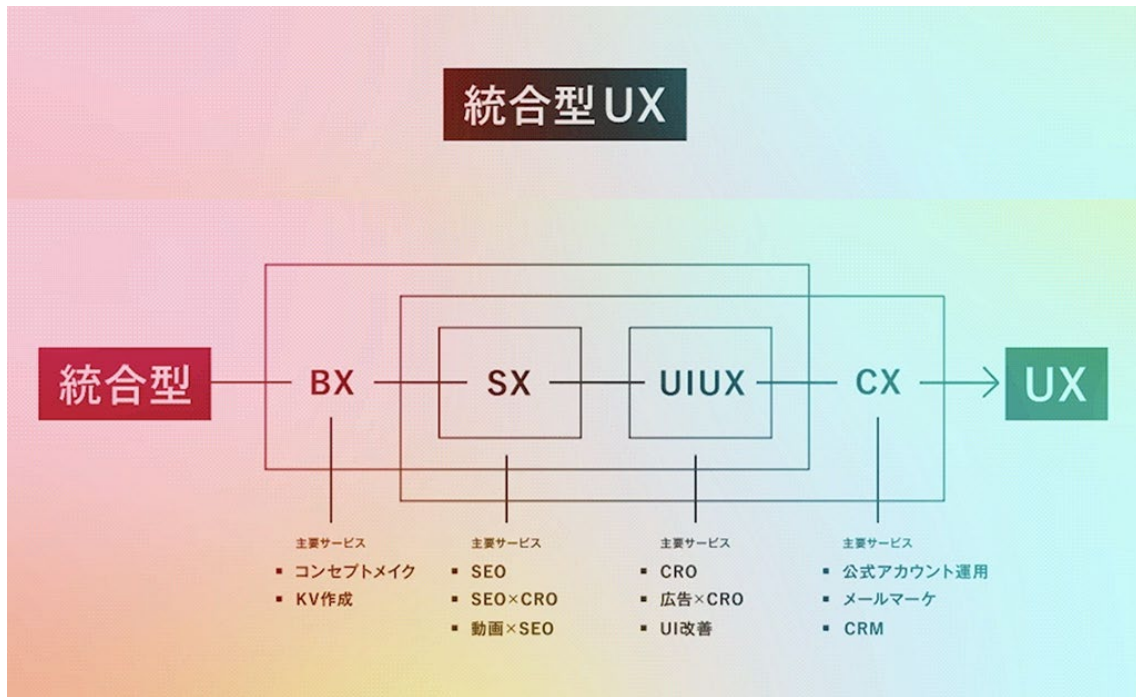 統合型UX
統合型
BX
SX
UIUX
CX
UX
主要サービス
▪ コンセプトメイク
▪ KV作成
主要サービス
▪ SEO
▪ SEO×CRO
▪ 動画×SEO
主要サービス
▪ CRO
▪ 広告×CRO
▪ UI改善
主要サービス
▪ 公式アカウント運用
▪ メールマーケ
▪ CRM